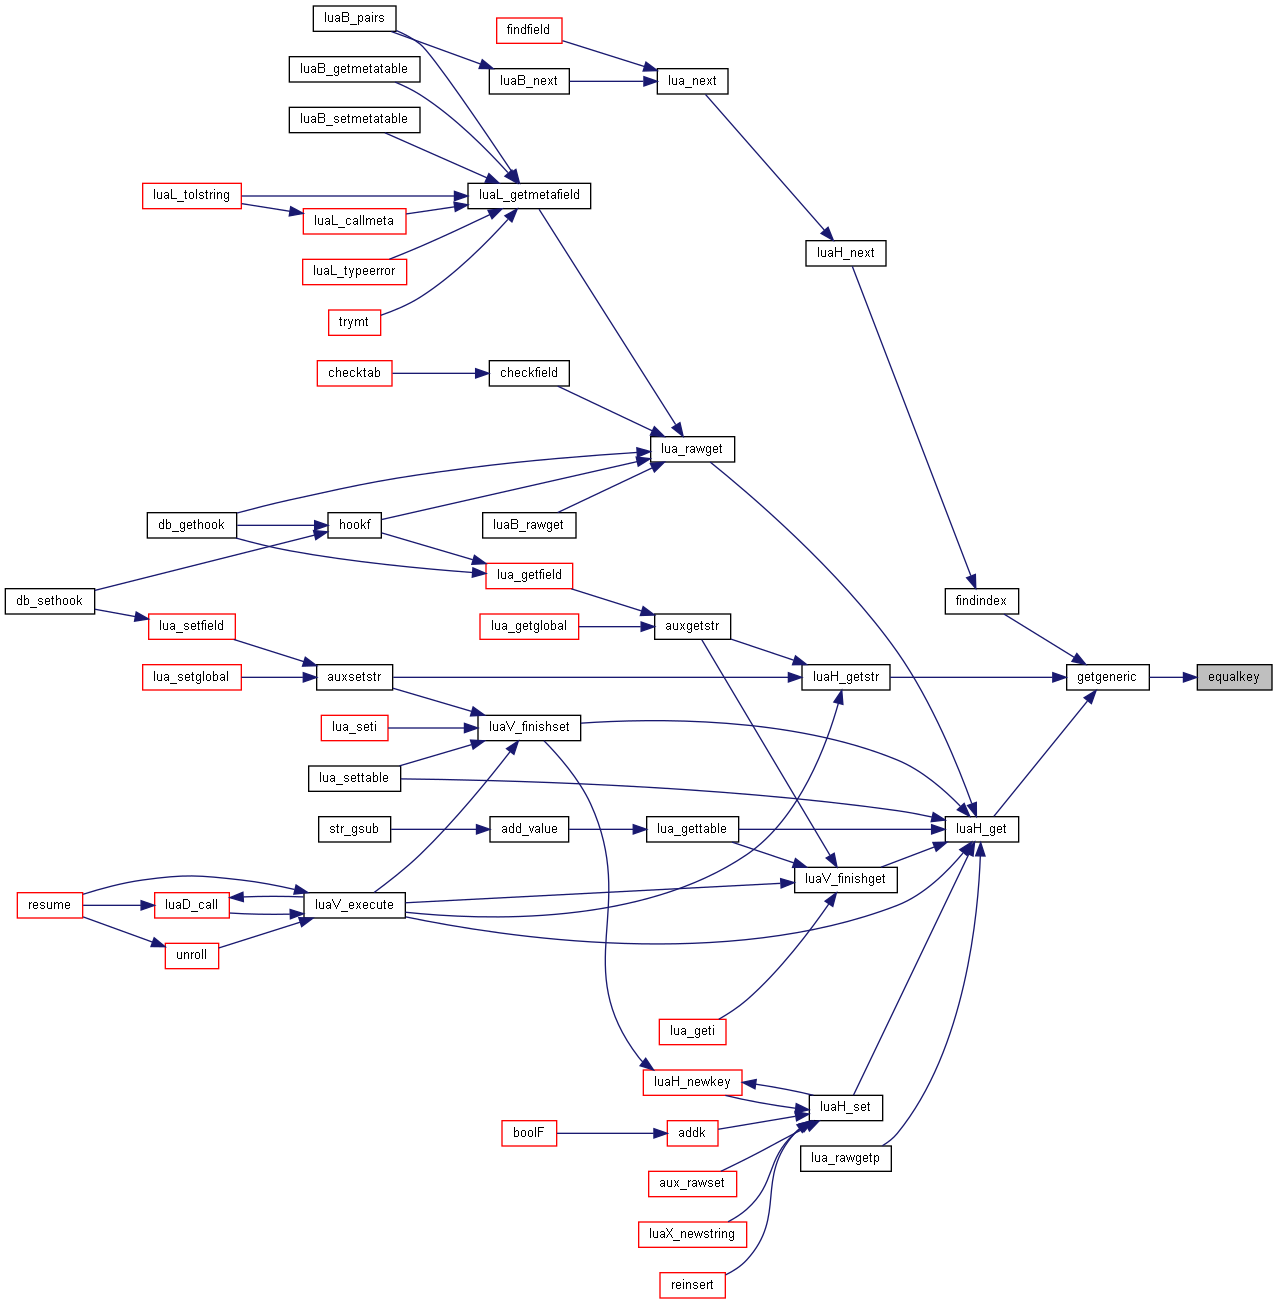 luaB_pairs
findfield
luaB_getmetatable
luaB_next
lua_next
luaB_setmetatable
luaL_tolstring
luaL_getmetafield
luaL_callmeta
luaH_next
luaL_typeerror
trymt
checktab
checkfield
lua_rawget
db_gethook
hookf
luaB_rawget
lua_getfield
db_sethook
findindex
lua_setfield
lua_getglobal
auxgetstr
lua_setglobal
auxsetstr
luaH_getstr
getgeneric
equalkey
lua_seti
luaV_finishset
lua_settable
str_gsub
add_value
lua_gettable
luaH_get
luaV_finishget
resume
luaD_call
luaV_execute
unroll
lua_geti
luaH_newkey
luaH_set
boolF
addk
lua_rawgetp
aux_rawset
luaX_newstring
reinsert